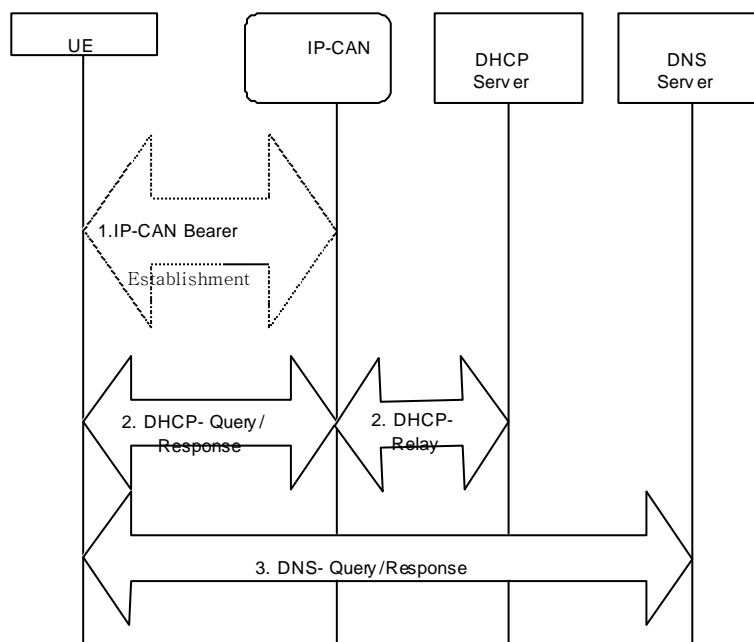 UE
IP-CAN
DHCP
Server
DNS
Server
1.IP-CAN Bearer
Establishment
2. DHCP- Query/
Response
2. DHCP-
Relay
3. DNS- Query/Response